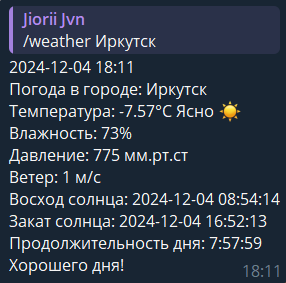 Jiorii Jvn
/weather Иркутск
2024-12-04 18:11
Погода в городе: Иркутск
Температура: -7.57°C Ясно ☀️
Влажность: 73%
Давление: 775 мм.рт.ст
Ветер: 1 м/с
Восход солнца: 2024-12-04 08:54:14
Закат солнца: 2024-12-04 16:52:13
Продолжительность дня: 7:57:59
Хорошего дня!
18:11